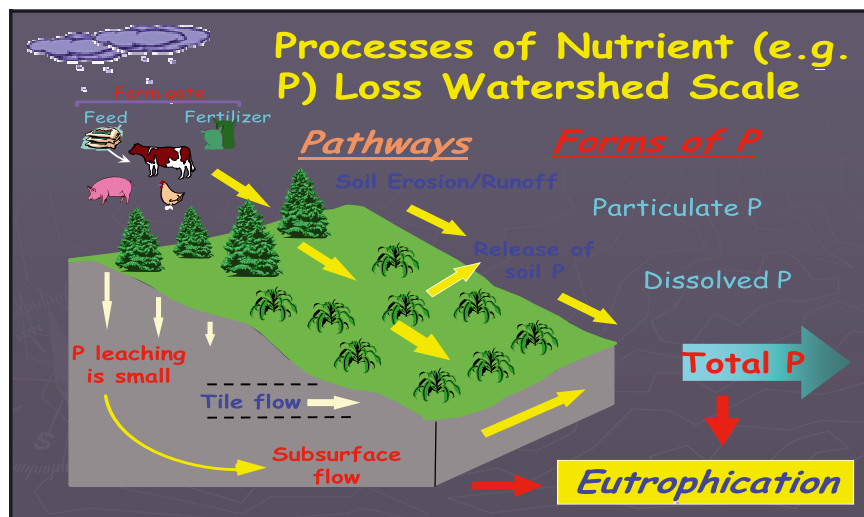 Processes of Nutrient (e.g.
P) Loss Watershed Scale
Farm gate
Feed
Fertilizer
Pathways
Forms of P
Soil Erosion/Runoff
Particulate P
Release of
soil P
Dissolved P
P leaching
is small
Total P
Tile flow
Subsurface
flow
Eutrophication